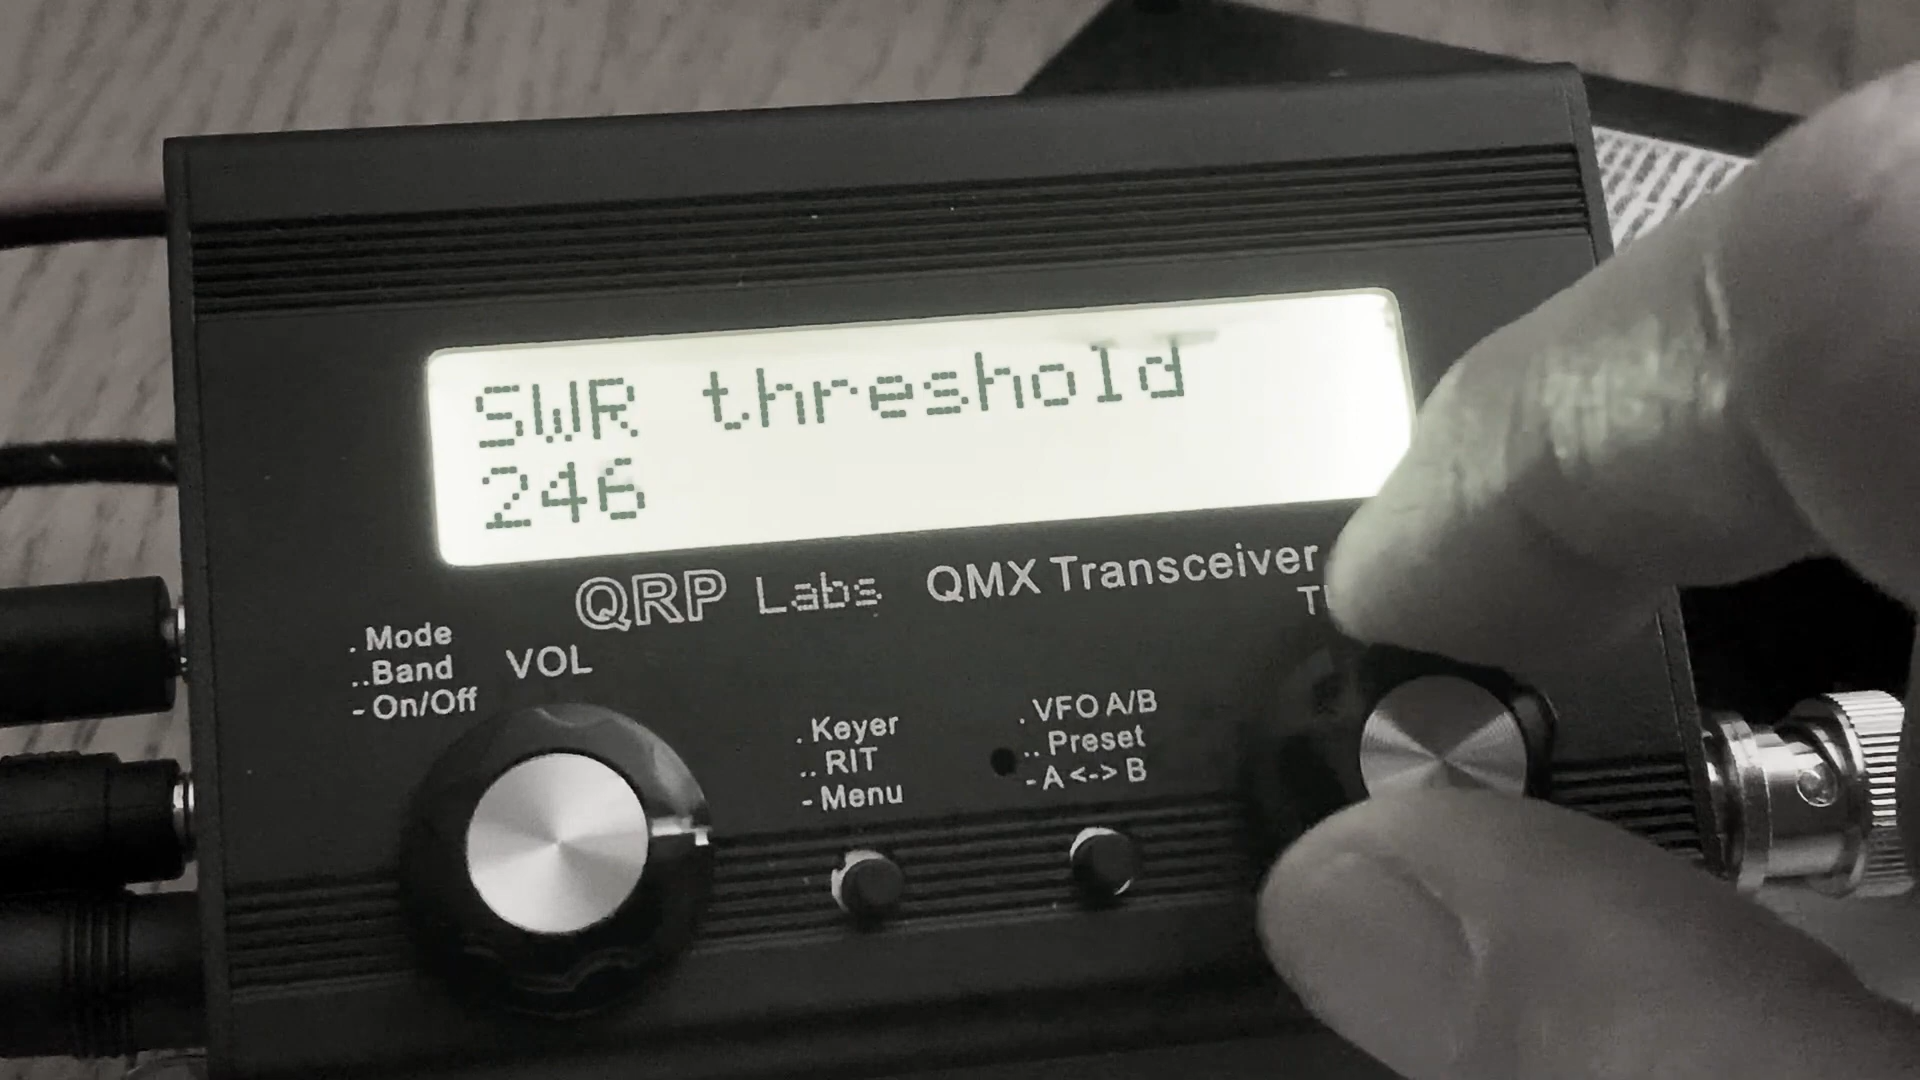 SWR threshold
246
QRP Labs QMX Transceiver
. Mode
.. Band
- On/Off
VOL
. Keyer
.. RIT
- Menu
. VFO A/B
.. Preset
- A <-> B